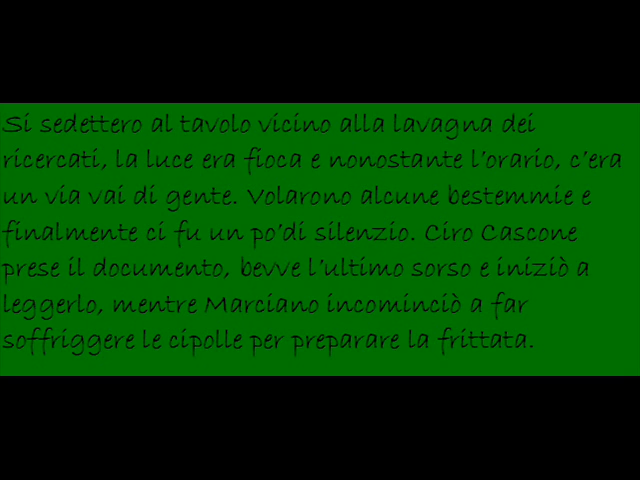 Si sedettero al tavolo vicino alla lavagna dei
ricercati, la luce era fioca e nonostante l'orario, c'era
un via vai di gente. Volarono alcune bestemmie e
finalmente ci fu un po'di silenzio. Ciro Cascone
prese il documento, bevve l'ultimo sorso e iniziò a
leggerlo, mentre Marciano incominciò a far
soffriggere le cipolle per preparare la frittata.